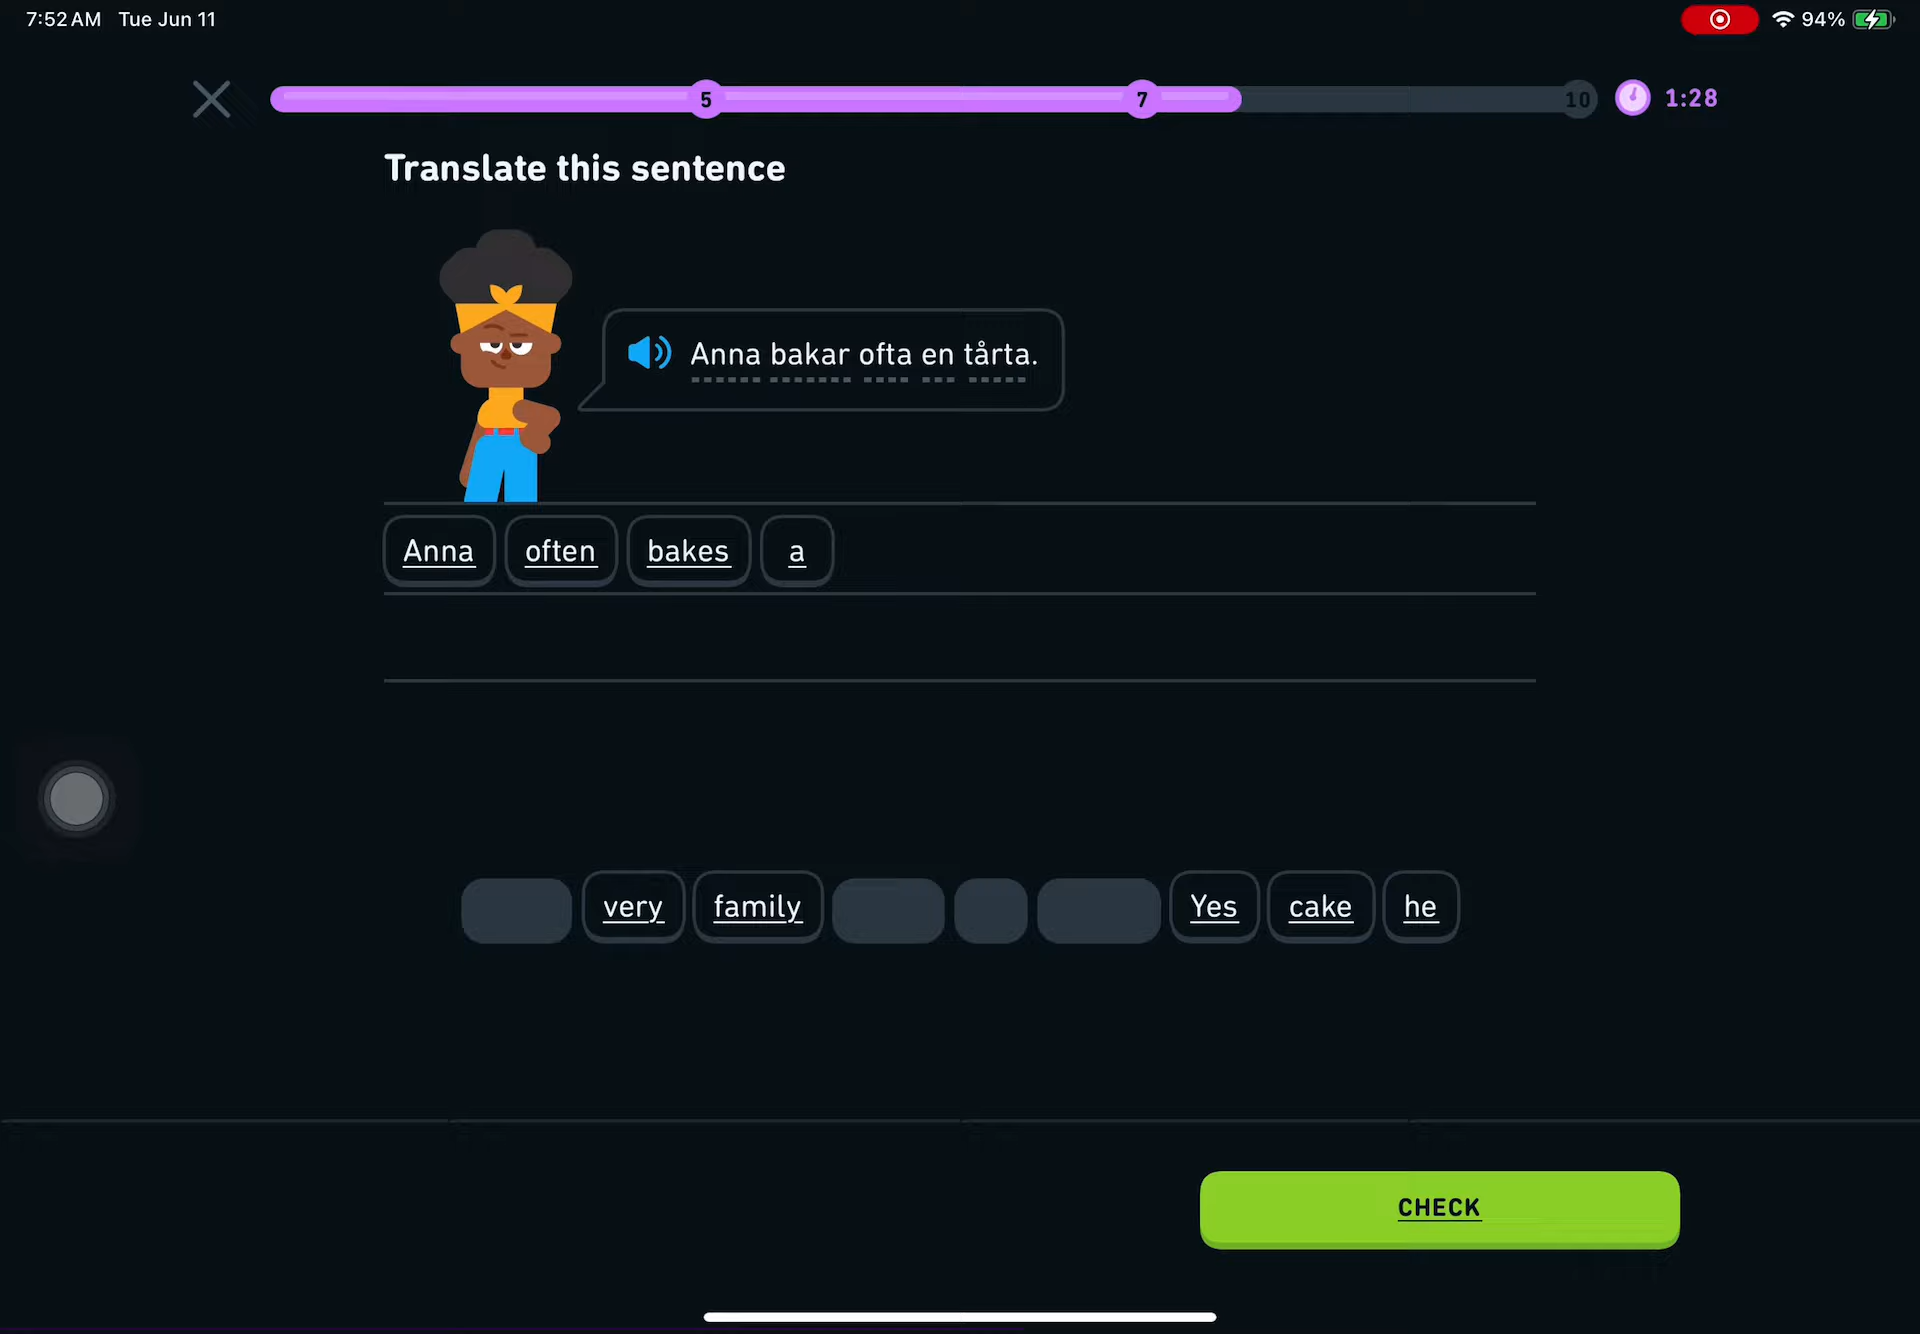 7:52 AM Tue Jun 11 94%
5 7 10 1:28
Translate this sentence
Anna bakar ofta en tårta.
Anna often bakes a
very family Yes cake he
CHECK